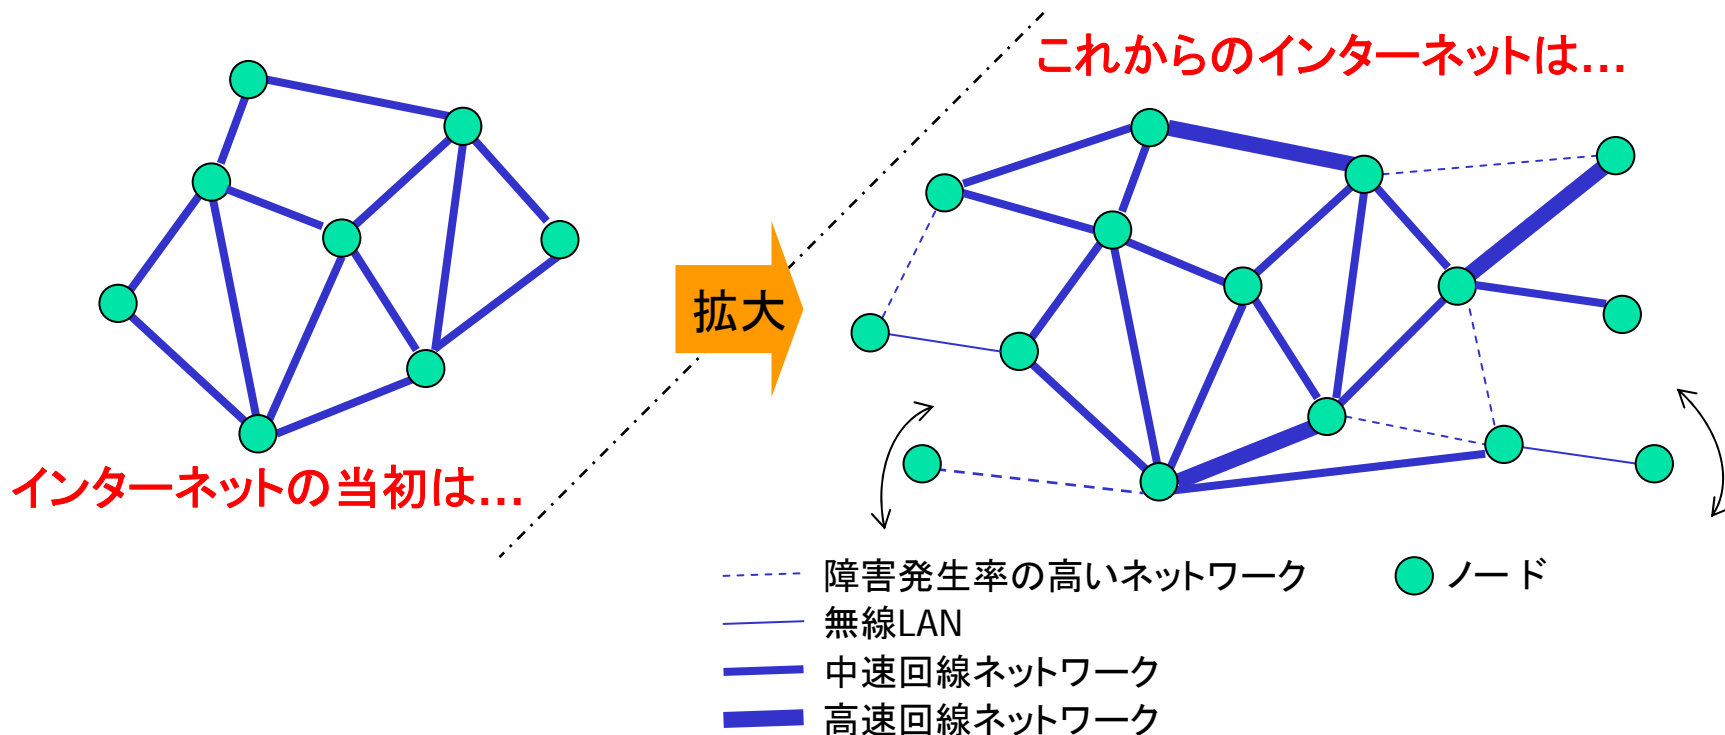 これからのインターネットは…
拡大
インターネットの当初は…
障害発生率の高いネットワーク
ノード
無線LAN
中速回線ネットワーク
高速回線ネットワーク